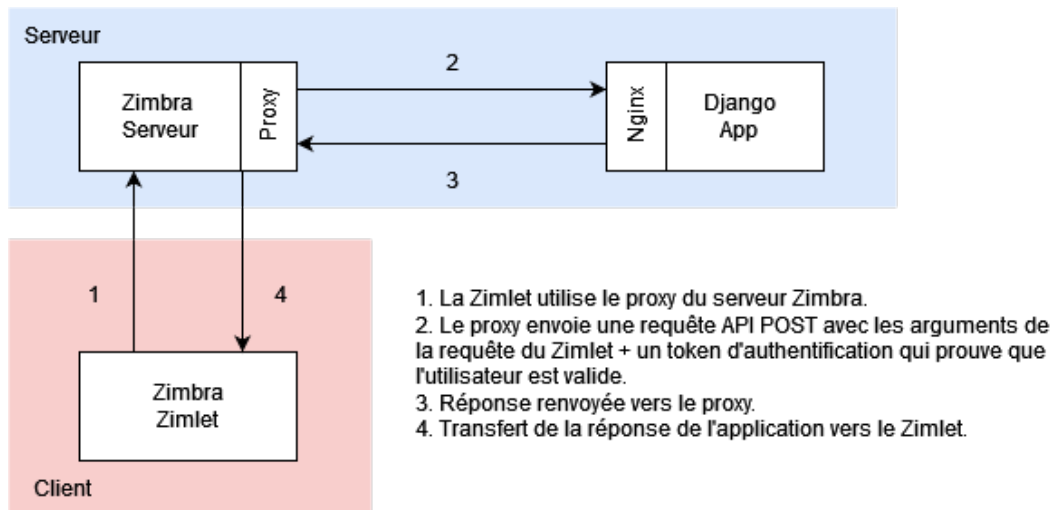 Serveur
Zimbra
Serveur
Proxy
2
3
Nginx
Django
App
1
4
Zimbra
Zimlet
Client
1. La Zimlet utilise le proxy du serveur Zimbra.
2. Le proxy envoie une requête API POST avec les arguments de
la requête du Zimlet + un token d'authentification qui prouve que
l'utilisateur est valide.
3. Réponse renvoyée vers le proxy.
4. Transfert de la réponse de l'application vers le Zimlet.